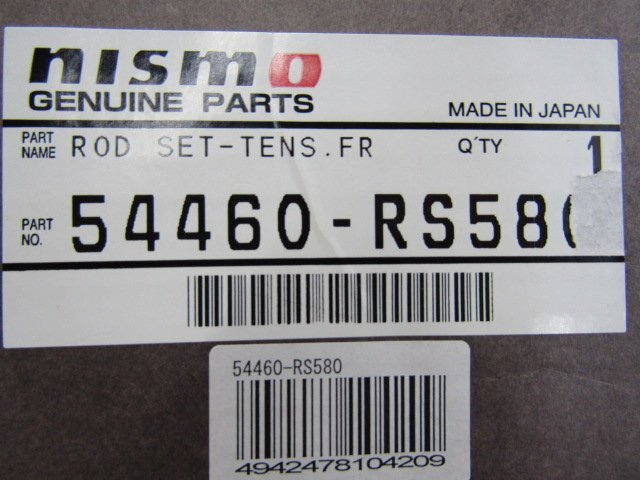 nismo
GENUINE PARTS
MADE IN JAPAN
PART NAME ROD SET-TENS.FR Q'TY 1
PART NO. 54460-RS580
54460-RS580
4942478104209